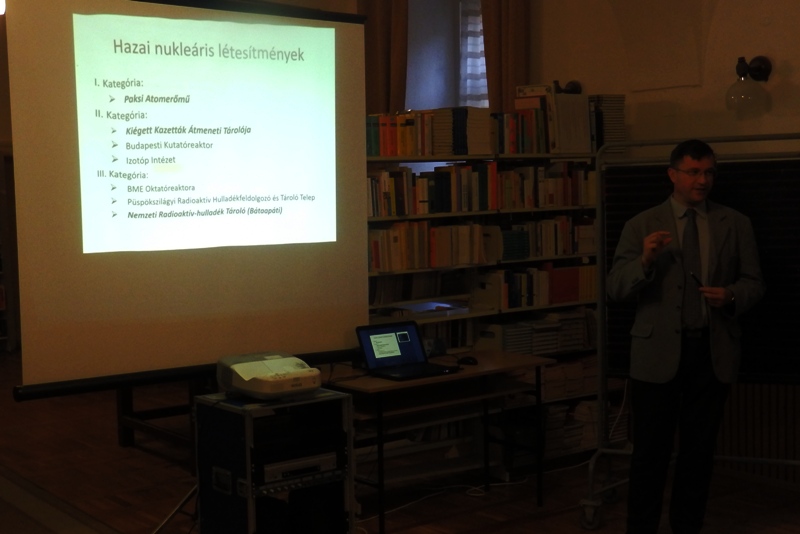 Hazai nukleáris létesítmények
I. Kategória:
➢ Paksi Atomerőmű
II. Kategória:
➢ Kiégett Kazetták Átmeneti Tárolója
➢ Budapesti Kutatóreaktor
➢ Izotóp Intézet
III. Kategória:
➢ BME Oktatóreaktora
➢ Püspökszilágyi Radioaktív Hulladékfeldolgozó és Tároló Telep
➢ Nemzeti Radioaktív-hulladék Tároló (Bátaapáti)